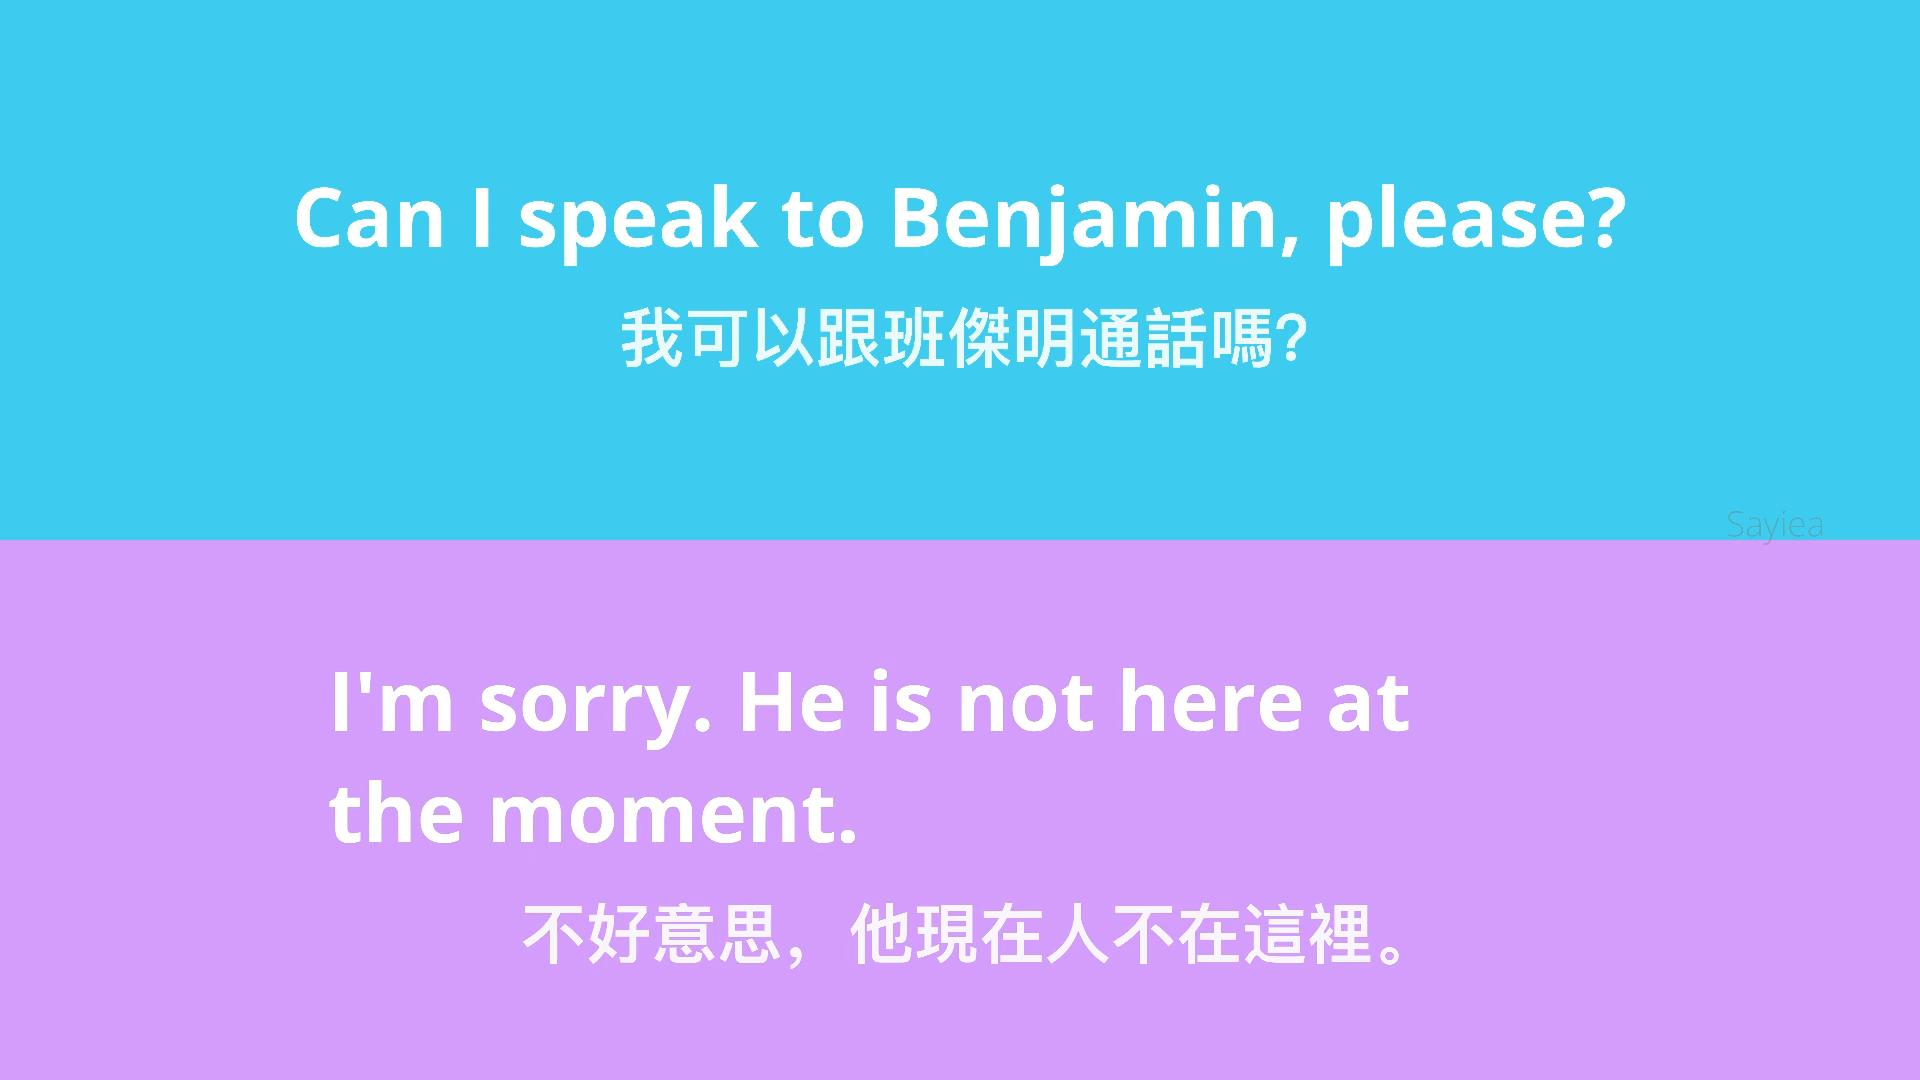 Can I speak to Benjamin, please?
我可以跟班傑明通話嗎?
Sayiea
I'm sorry. He is not here at
the moment.
不好意思，他現在人不在這裡。